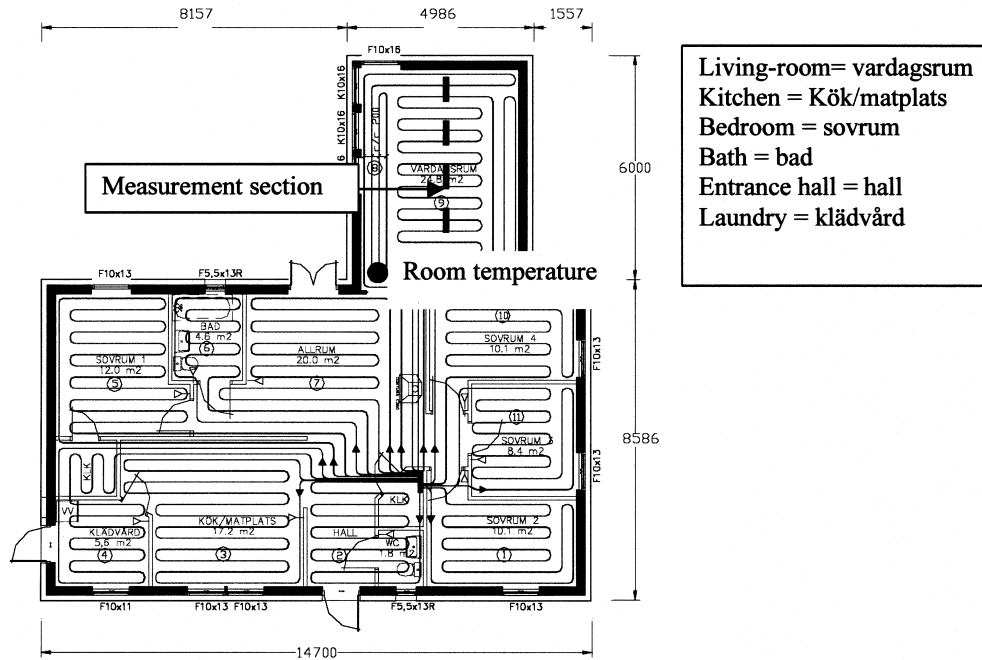 8157
4986
1557
F10x16
K10x16
K10x16
6
c/c 200
8
VARDAGSRUM
24.8 m2
9
Measurement section
Room temperature
6000
Living-room= vardagsrum
Kitchen = Kök/matplats
Bedroom = sovrum
Bath = bad
Entrance hall = hall
Laundry = klädvård
F10x13
F5,5x13R
BAD
4.6 m2
6
SOVRUM 1
12.0 m2
5
ALLRUM
20.0 m2
7
10
SOVRUM 4
10.1 m2
F10x13
11
SOVRUM 3
8.4 m2
F10x13
8586
KLK
VV
KLÄDVÅRD
5,6 m2
4
KÖK/MATPLATS
17.2 m2
3
KLK
HALL
2
WC
1.8 m2
SOVRUM 2
10.1 m2
1
F10x11
F10x13 F10x13
F5,5x13R
F10x13
14700